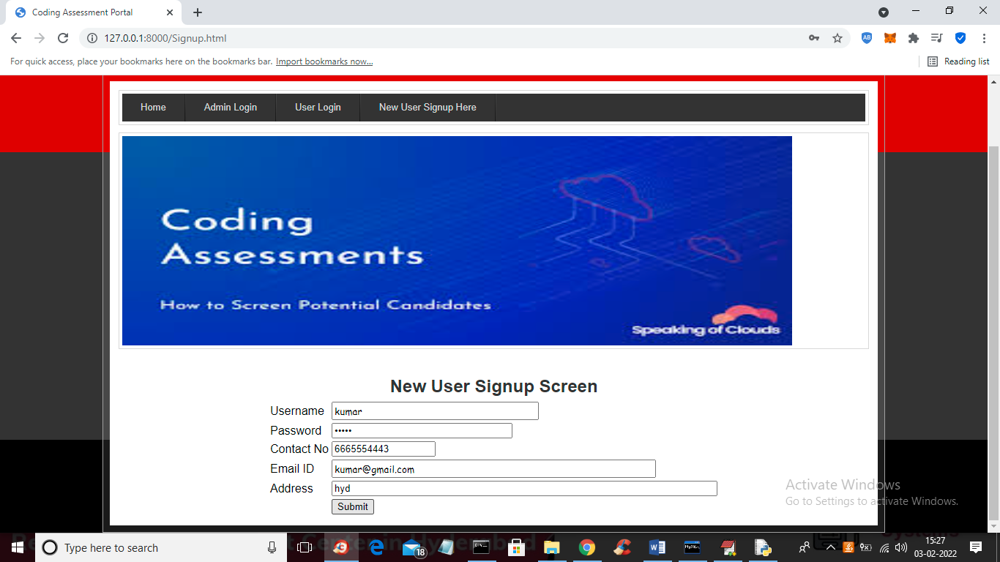 Coding Assessment Portal
127.0.0.1:8000/Signup.html
AB
For quick access, place your bookmarks here on the bookmarks bar. Import bookmarks now...
Reading list
Home Admin Login User Login New User Signup Here
Coding
Assessments
How to Screen Potential Candidates
Speaking of Clouds
New User Signup Screen
Username kumar
Password •••••
Contact No 6665554443
Email ID kumar@gmail.com
Address hyd
Submit
Activate Windows
Go to Settings to activate Windows.
Type here to search
18
15:27
03-02-2022